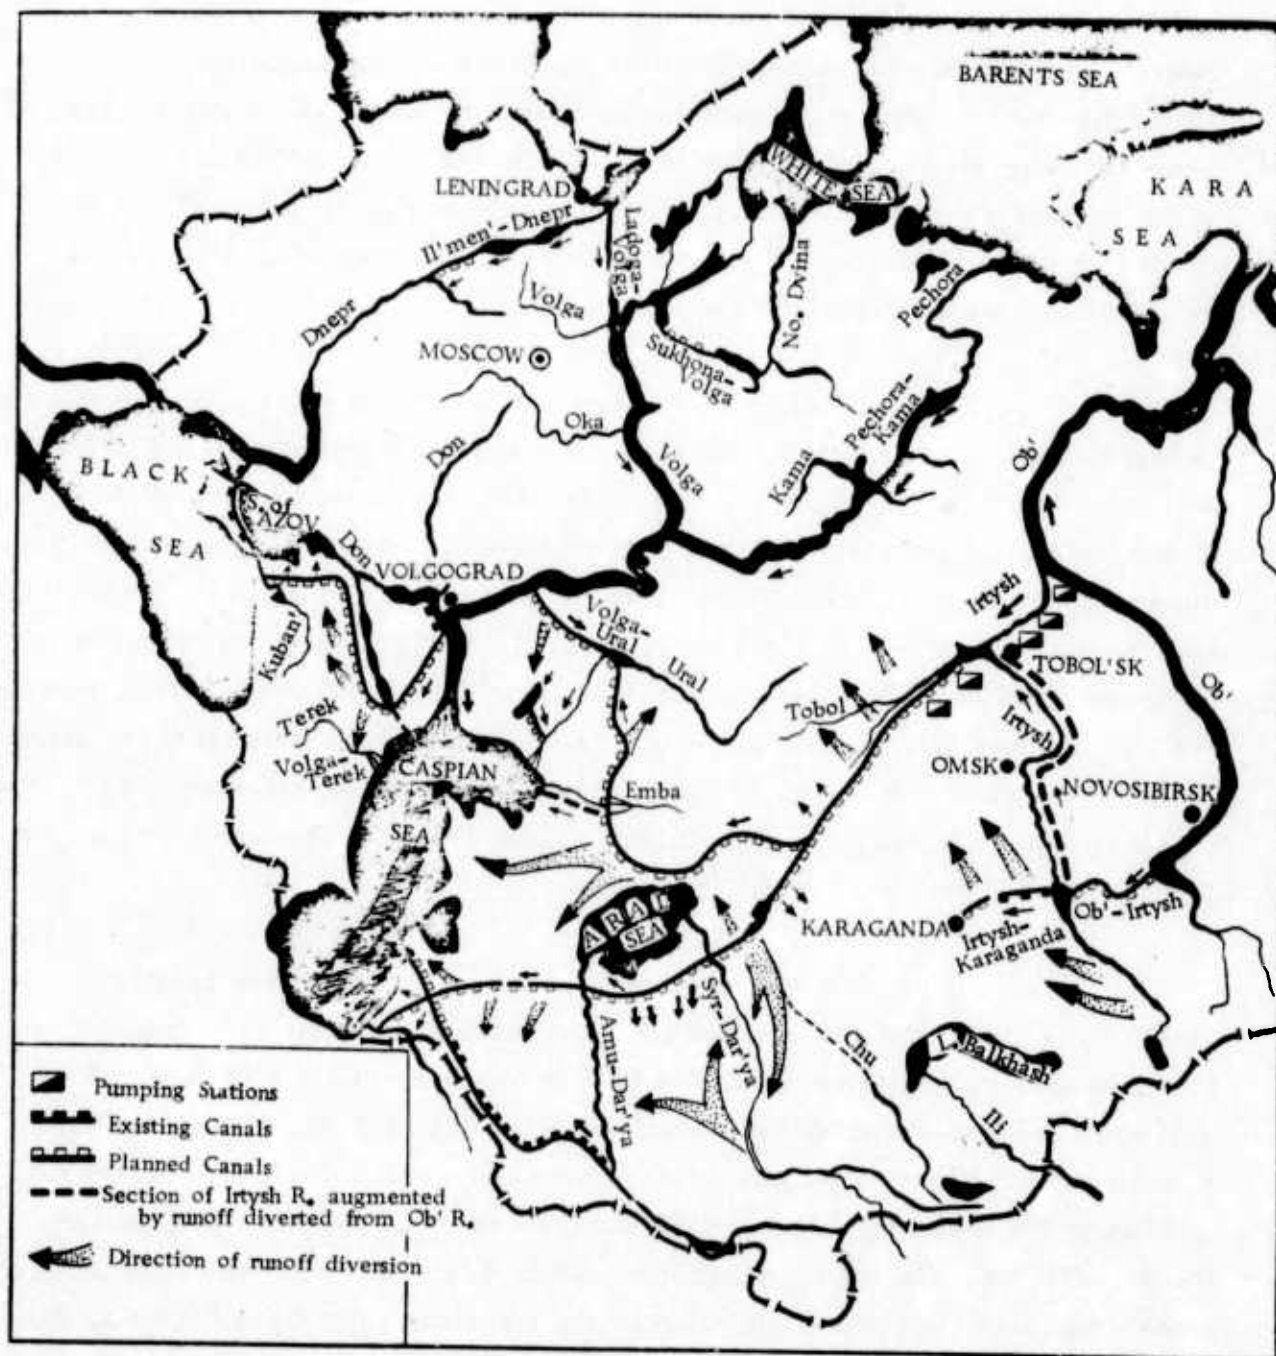 BARENTS SEA
KARA
SEA
WHITE SEA
LENINGRAD
Il'men'-Dnepr
Ladoga-
Volga
Volga
Dnepr
MOSCOW
No. Dvina
Pechora
Sukhona-
Volga
Pechora-
Kama
Oka
Don
Volga
Kama
Ob'
BLACK
SEA
S. of
AZOV
Don
VOLGOGRAD
Kuban'
Volga-
Ural
Ural
Irtysh
TOBOL'SK
Ob'
Terek
Volga-
Terek
CASPIAN
SEA
Tobol
Irtysh
OMSK
NOVOSIBIRSK
Emba
ARAL
SEA
KARAGANDA
Irtysh-
Karaganda
Ob'-Irtysh
Syr-Dar'ya
Amu-Dar'ya
Chu
L. Balkhash
Ili
Pumping Stations
Existing Canals
Planned Canals
Section of Irtysh R. augmented
by runoff diverted from Ob' R.
Direction of runoff diversion